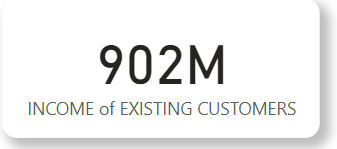 902M
INCOME of EXISTING CUSTOMERS